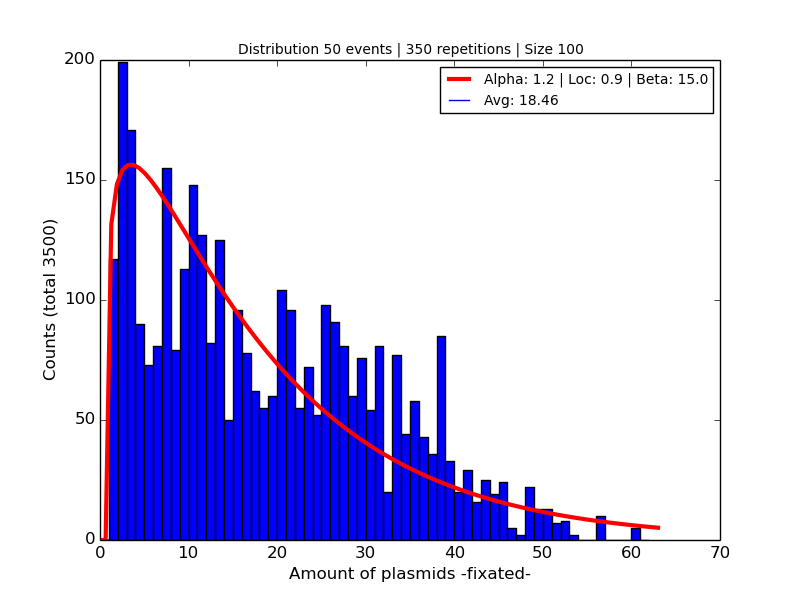 Distribution 50 events | 350 repetitions | Size 100
Alpha: 1.2 | Loc: 0.9 | Beta: 15.0
Avg: 18.46
200
150
100
50
0
Counts (total 3500)
0 10 20 30 40 50 60 70
Amount of plasmids -fixated-